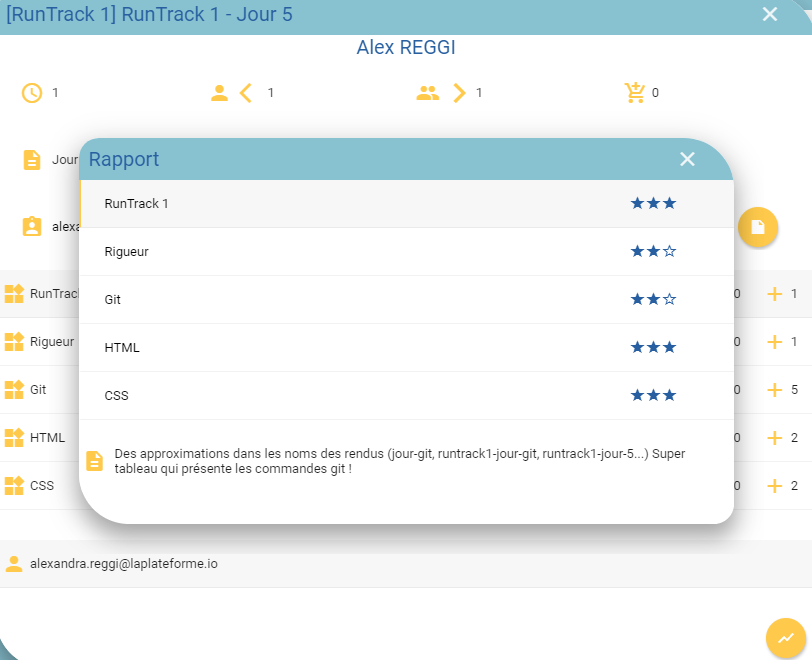 [RunTrack 1] RunTrack 1 - Jour 5
Alex REGGI
1
1
1
0
Jour
Rapport
RunTrack 1
Rigueur
Git
HTML
CSS
Des approximations dans les noms des rendus (jour-git, runtrack1-jour-git, runtrack1-jour-5...) Super
tableau qui présente les commandes git !
RunTrac
0
1
Rigueur
0
1
Git
0
5
HTML
0
2
CSS
0
2
alexandra.reggi@laplateforme.io